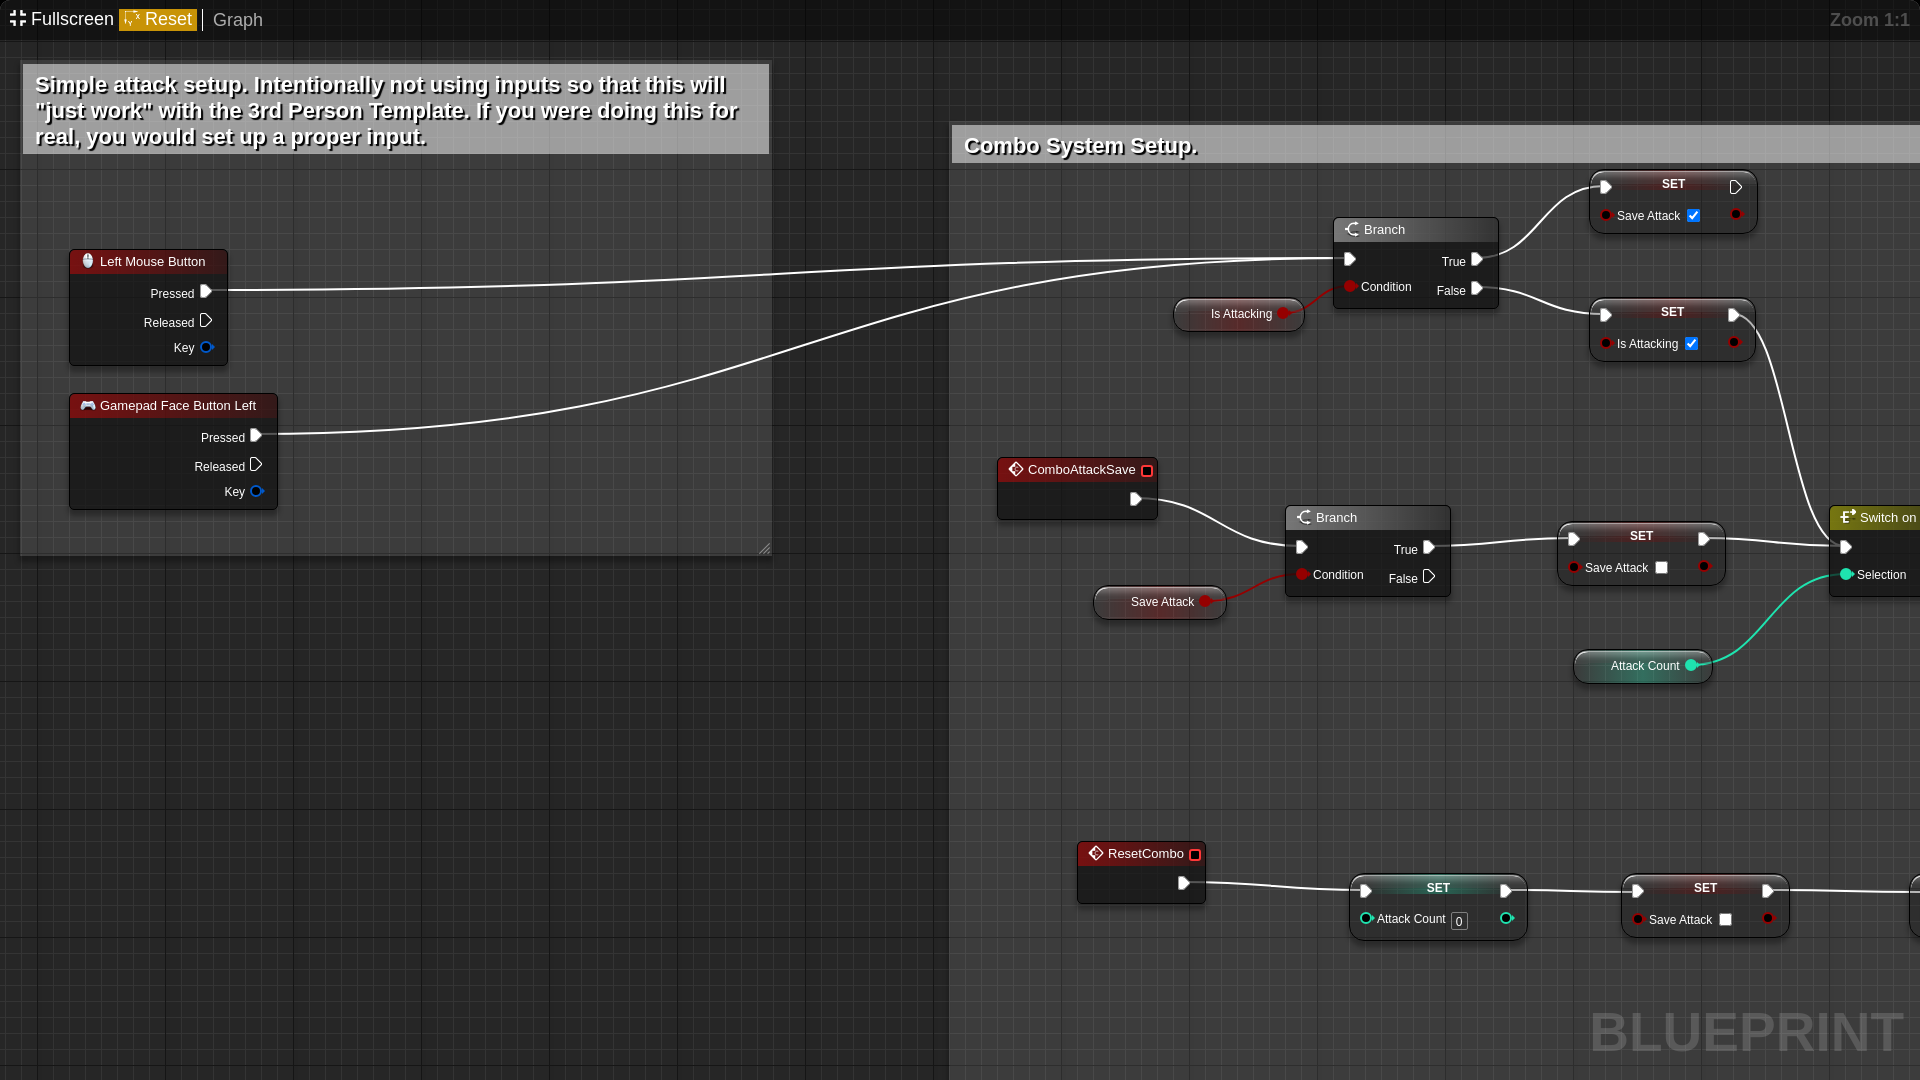 Fullscreen Reset Graph Zoom 1:1
Simple attack setup. Intentionally not using inputs so that this will
"just work" with the 3rd Person Template. If you were doing this for
real, you would set up a proper input.
Left Mouse Button
Pressed
Released
Key
Gamepad Face Button Left
Pressed
Released
Key
Combo System Setup.
Branch
True
Condition
False
Is Attacking
SET
Save Attack
SET
Is Attacking
ComboAttackSave
Branch
True
Condition
False
Save Attack
SET
Save Attack
Switch on
Selection
Attack Count
ResetCombo
SET
Attack Count 0
SET
Save Attack
BLUEPRINT